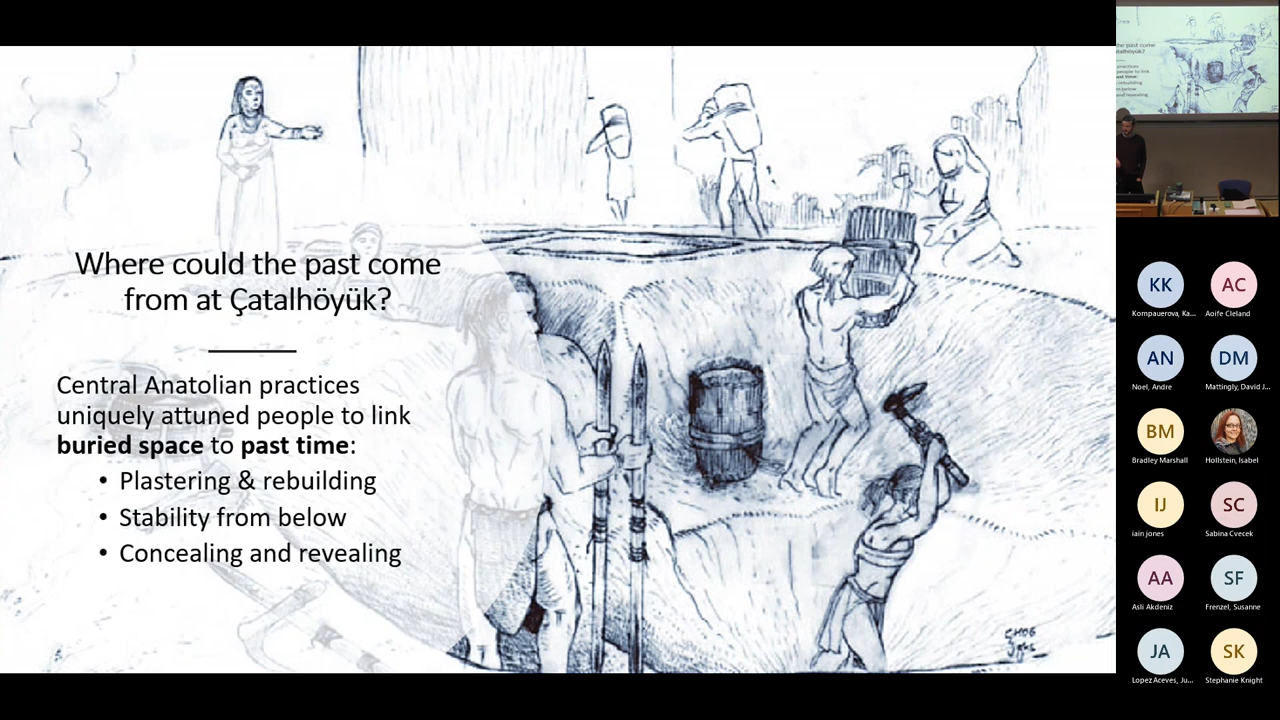 Where could the past come
from at Çatalhöyük?
Central Anatolian practices
uniquely attuned people to link
buried space to past time:
• Plastering & rebuilding
• Stability from below
• Concealing and revealing
KK
AC
Kompauerova, Ka...
Aoife Cleland
AN
DM
Noel, Andre
Mattingly, David J...
BM
Bradley Marshall
Hollstein, Isabel
IJ
SC
iain jones
Sabina Cvecek
AA
SF
Asli Akdeniz
Frenzel, Susanne
JA
SK
Lopez Aceves, Ju...
Stephanie Knight